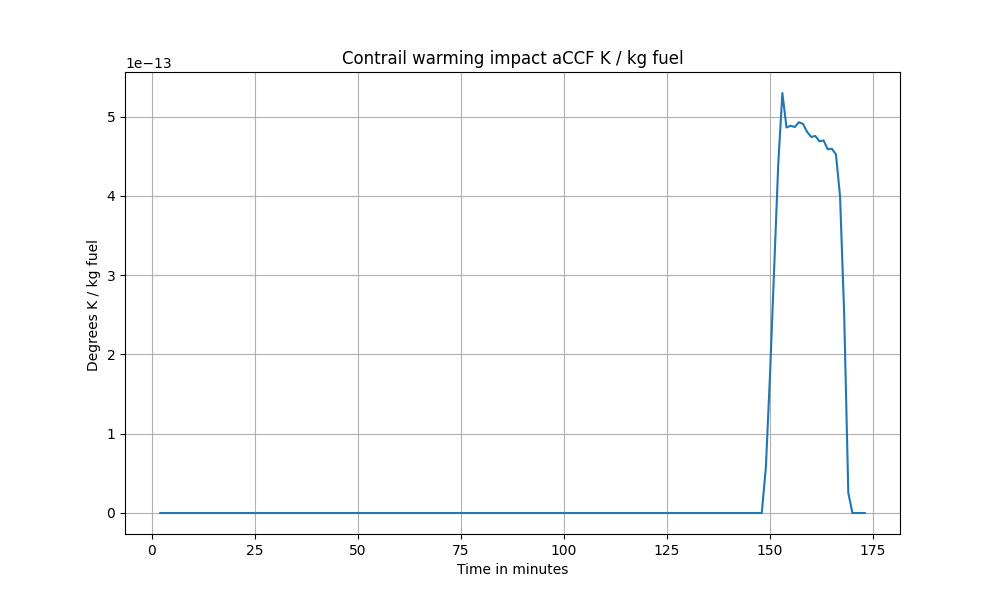 Contrail warming impact aCCF K / kg fuel
1e−13
5
4
3
2
1
0
Degrees K / kg fuel
0 25 50 75 100 125 150 175
Time in minutes